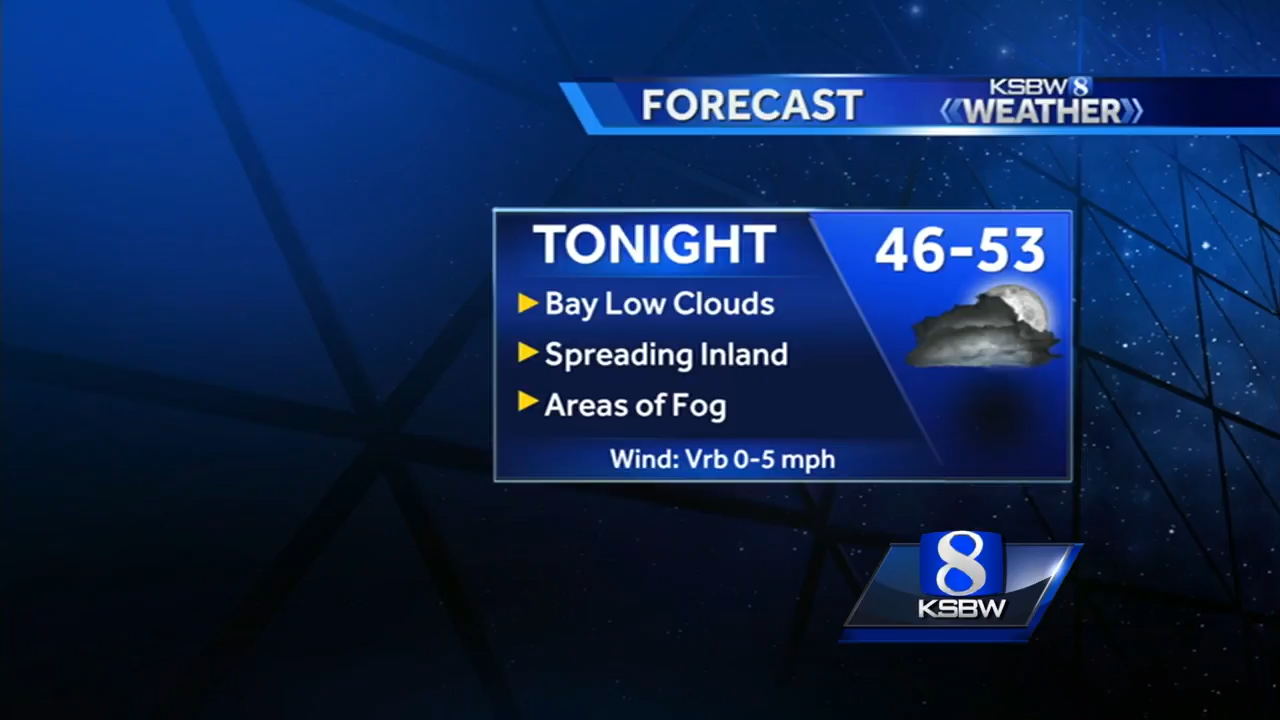 FORECAST
KSBW 8
WEATHER
TONIGHT
46-53
Bay Low Clouds
Spreading Inland
Areas of Fog
Wind: Vrb 0-5 mph
8
KSBW